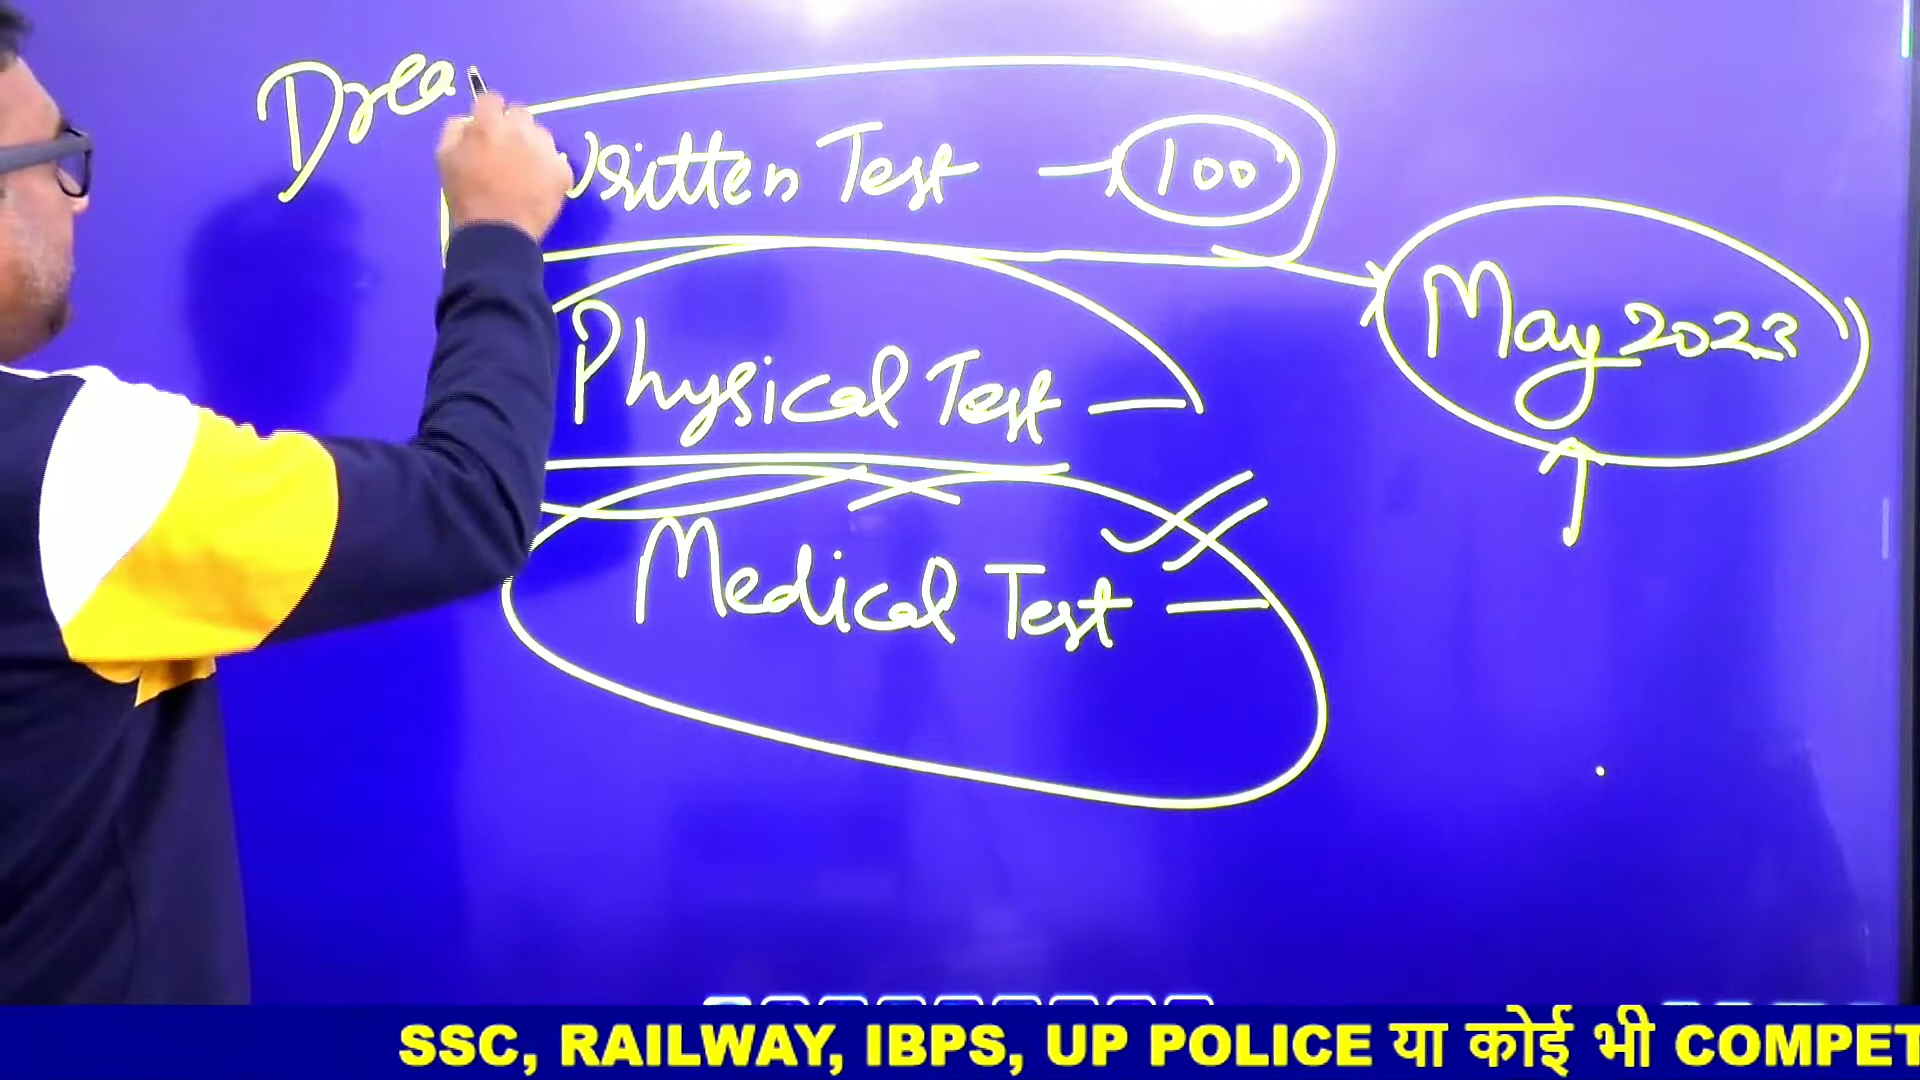 Drea
Written Test → 100
May 2023
Physical Test –
Medical Test –
SSC, RAILWAY, IBPS, UP POLICE या कोई भी COMPET